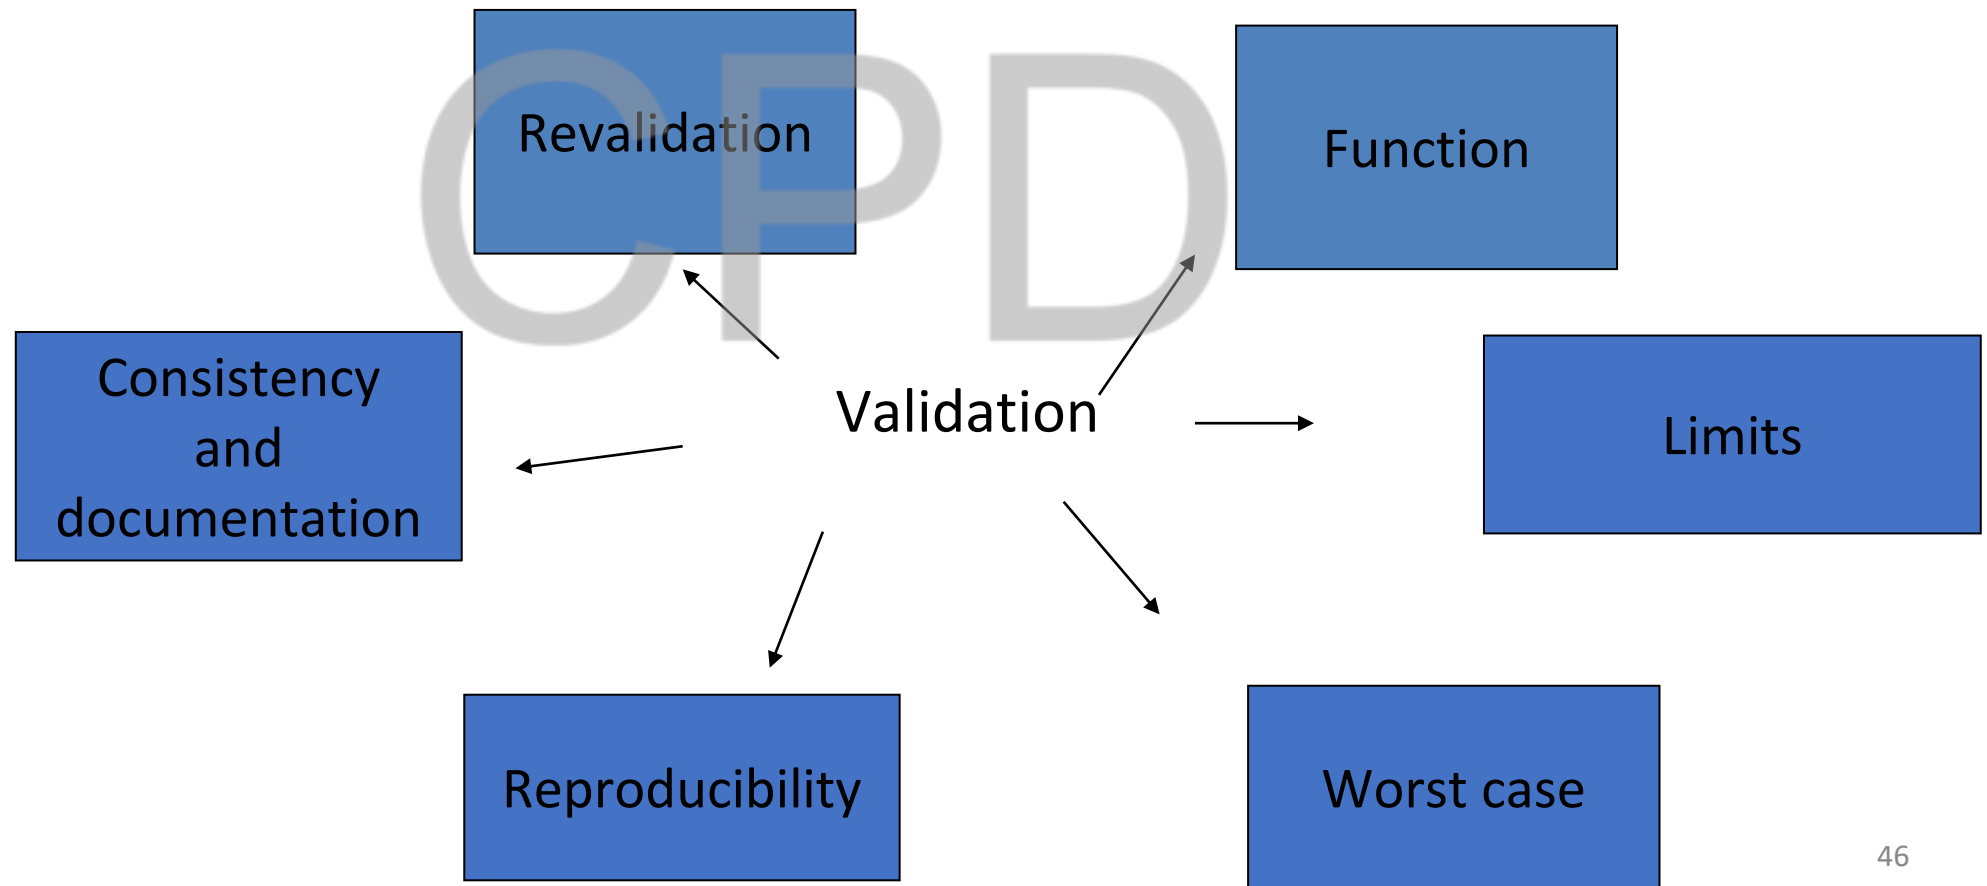 CPD
Revalidation
Function
Consistency
and
documentation
Validation
Limits
Reproducibility
Worst case
46